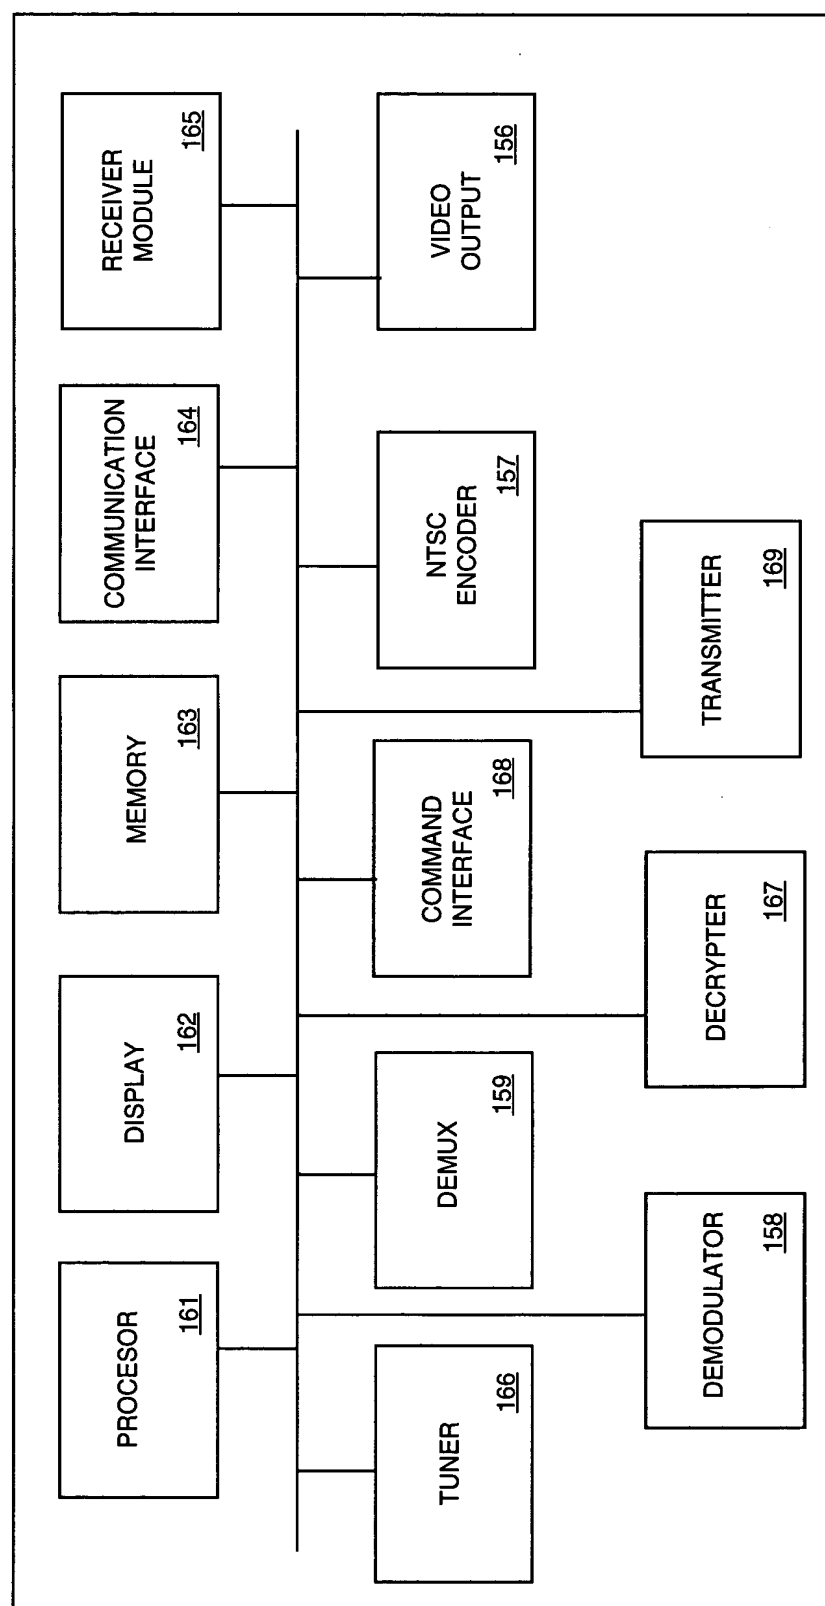 PROCESOR
161
DISPLAY
162
MEMORY
163
COMMUNICATION
INTERFACE
164
RECEIVER
MODULE
165
TUNER
166
DEMUX
159
COMMAND
INTERFACE
168
NTSC
ENCODER
157
VIDEO
OUTPUT
156
DEMODULATOR
158
DECRYPTER
167
TRANSMITTER
169